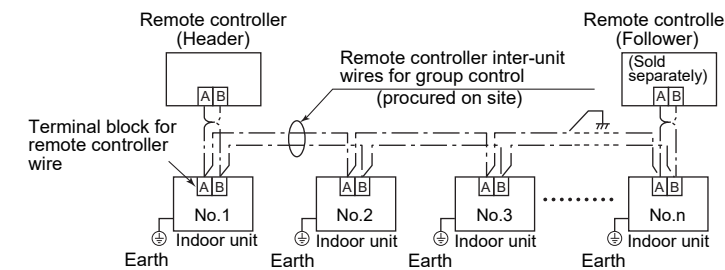 Remote controller
(Header)
Remote controlle
(Follower)
Remote controller inter-unit
wires for group control
(procured on site)
(Sold
separately)
A B
A B
Terminal block for
remote controller
wire
A B
A B
A B
A B
No.1
No.2
No.3
No.n
Indoor unit
Indoor unit
Indoor unit
Indoor unit
Earth
Earth
Earth
Earth